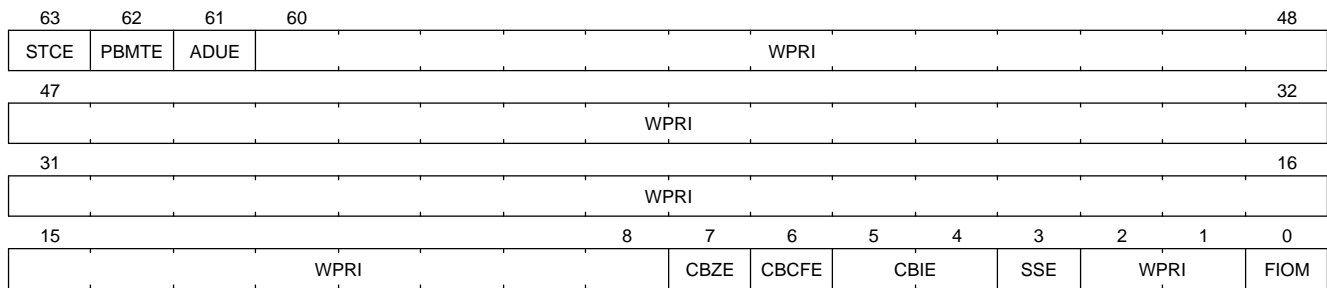 63 62 61 60 48
STCE PBMTE ADUE WPRI
47 32
WPRI
31 16
WPRI
15 8 7 6 5 4 3 2 1 0
WPRI CBZE CBCFE CBIE SSE WPRI FIOM